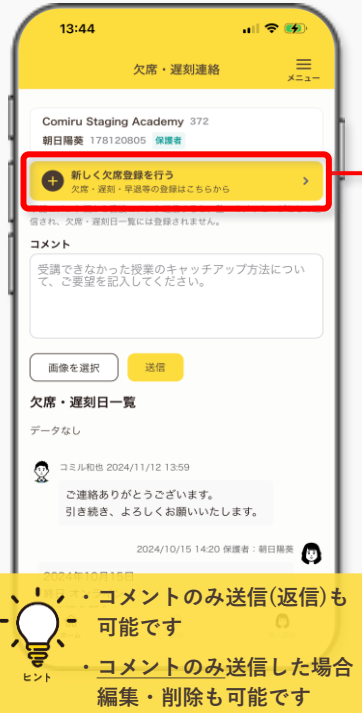 13:44
欠席・遅刻連絡
メニュー
Comiru Staging Academy 372
朝日陽葵 178120805 保護者
新しく欠席登録を行う
欠席・遅刻・早退等の登録はこちらから
信され、欠席・遅刻日一覧には登録されません。
コメント
受講できなかった授業のキャッチアップ方法につい
て、ご要望を記入してください。
画像を選択
送信
欠席・遅刻日一覧
データなし
コミル和也 2024/11/12 13:59
ご連絡ありがとうございます。
引き続き、よろしくお願いいたします。
2024/10/15 14:20 保護者：朝日陽葵
2024年10月15日
・コメントのみ送信(返信)も
可能です
ヒント
・コメントのみ送信した場合
編集・削除も可能です